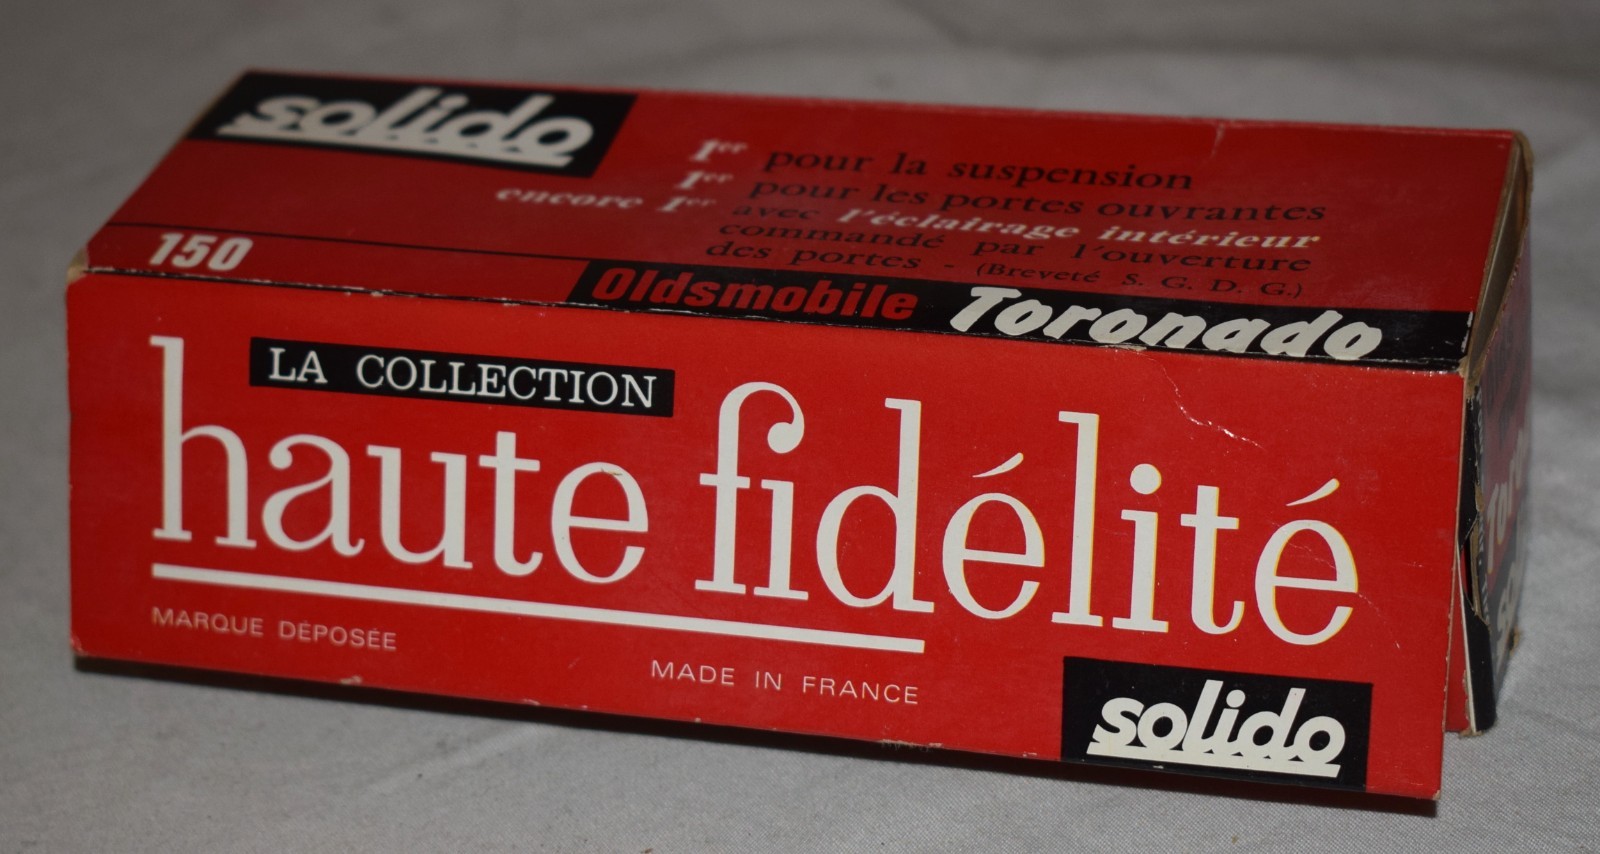 solido
1er pour la suspension
1er pour les portes ouvrantes
encore 1er avec l'éclairage intérieur
commandé par l'ouverture
des portes - (Breveté S. G. D. G.)
150
Oldsmobile Toronado
LA COLLECTION
haute fidélité
MARQUE DÉPOSÉE
MADE IN FRANCE
solido